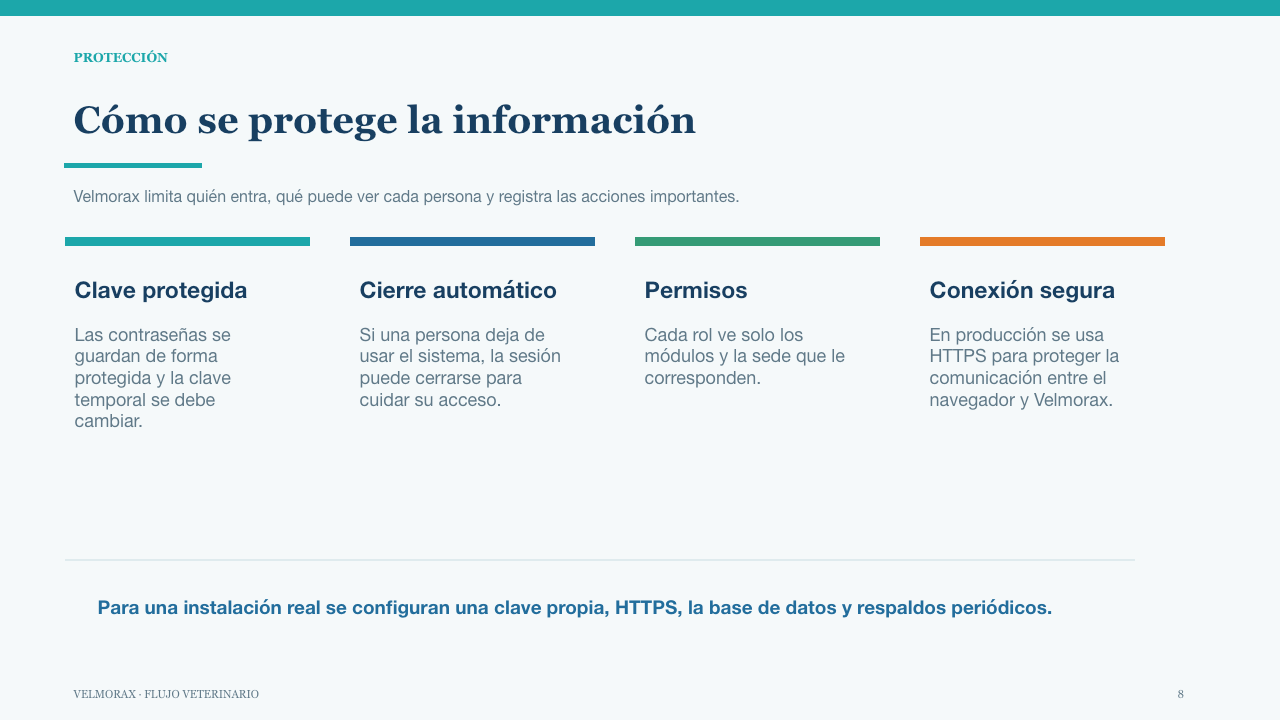 PROTECCIÓN
Cómo se protege la información
Velmorax limita quién entra, qué puede ver cada persona y registra las acciones importantes.
Clave protegida
Las contraseñas se
guardan de forma
protegida y la clave
temporal se debe
cambiar.
Cierre automático
Si una persona deja de
usar el sistema, la sesión
puede cerrarse para
cuidar su acceso.
Permisos
Cada rol ve solo los
módulos y la sede que le
corresponden.
Conexión segura
En producción se usa
HTTPS para proteger la
comunicación entre el
navegador y Velmorax.
Para una instalación real se configuran una clave propia, HTTPS, la base de datos y respaldos periódicos.
VELMORAX · FLUJO VETERINARIO
8